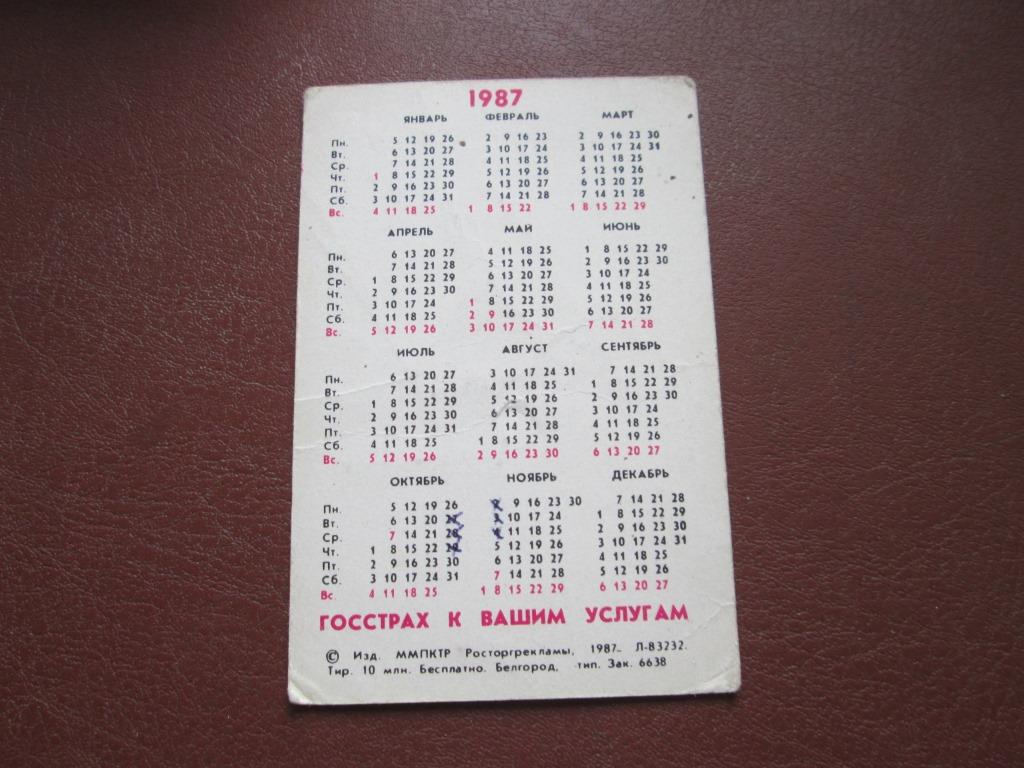 1987
ЯНВАРЬ ФЕВРАЛЬ МАРТ
Пн. 5 12 19 26 2 9 16 23 2 9 16 23 30
Вт. 6 13 20 27 3 10 17 24 3 10 17 24 31
Ср. 7 14 21 28 4 11 18 25 4 11 18 25
Чт. 1 8 15 22 29 5 12 19 26 5 12 19 26
Пт. 2 9 16 23 30 6 13 20 27 6 13 20 27
Сб. 3 10 17 24 31 7 14 21 28 7 14 21 28
Вс. 4 11 18 25 1 8 15 22 1 8 15 22 29
АПРЕЛЬ МАЙ ИЮНЬ
Пн. 6 13 20 27 4 11 18 25 1 8 15 22 29
Вт. 7 14 21 28 5 12 19 26 2 9 16 23 30
Ср. 1 8 15 22 29 6 13 20 27 3 10 17 24
Чт. 2 9 16 23 30 7 14 21 28 4 11 18 25
Пт. 3 10 17 24 1 8 15 22 29 5 12 19 26
Сб. 4 11 18 25 2 9 16 23 30 6 13 20 27
Вс. 5 12 19 26 3 10 17 24 31 7 14 21 28
ИЮЛЬ АВГУСТ СЕНТЯБРЬ
Пн. 6 13 20 27 3 10 17 24 31 7 14 21 28
Вт. 7 14 21 28 4 11 18 25 1 8 15 22 29
Ср. 1 8 15 22 29 5 12 19 26 2 9 16 23 30
Чт. 2 9 16 23 30 6 13 20 27 3 10 17 24
Пт. 3 10 17 24 31 7 14 21 28 4 11 18 25
Сб. 4 11 18 25 1 8 15 22 29 5 12 19 26
Вс. 5 12 19 26 2 9 16 23 30 6 13 20 27
ОКТЯБРЬ НОЯБРЬ ДЕКАБРЬ
Пн. 5 12 19 26 9 16 23 30 7 14 21 28
Вт. 6 13 20 10 17 24 1 8 15 22 29
Ср. 7 14 21 11 18 25 2 9 16 23 30
Чт. 1 8 15 22 5 12 19 26 3 10 17 24 31
Пт. 2 9 16 23 30 6 13 20 27 4 11 18 25
Сб. 3 10 17 24 31 7 14 21 28 5 12 19 26
Вс. 4 11 18 25 1 8 15 22 29 6 13 20 27
ГОССТРАХ К ВАШИМ УСЛУГАМ
© Изд. ММПКТР Росторгрекламы, 1987. Л-83232.
Тир. 10 млн. Бесплатно. Белгород, тип. Зак. 6638